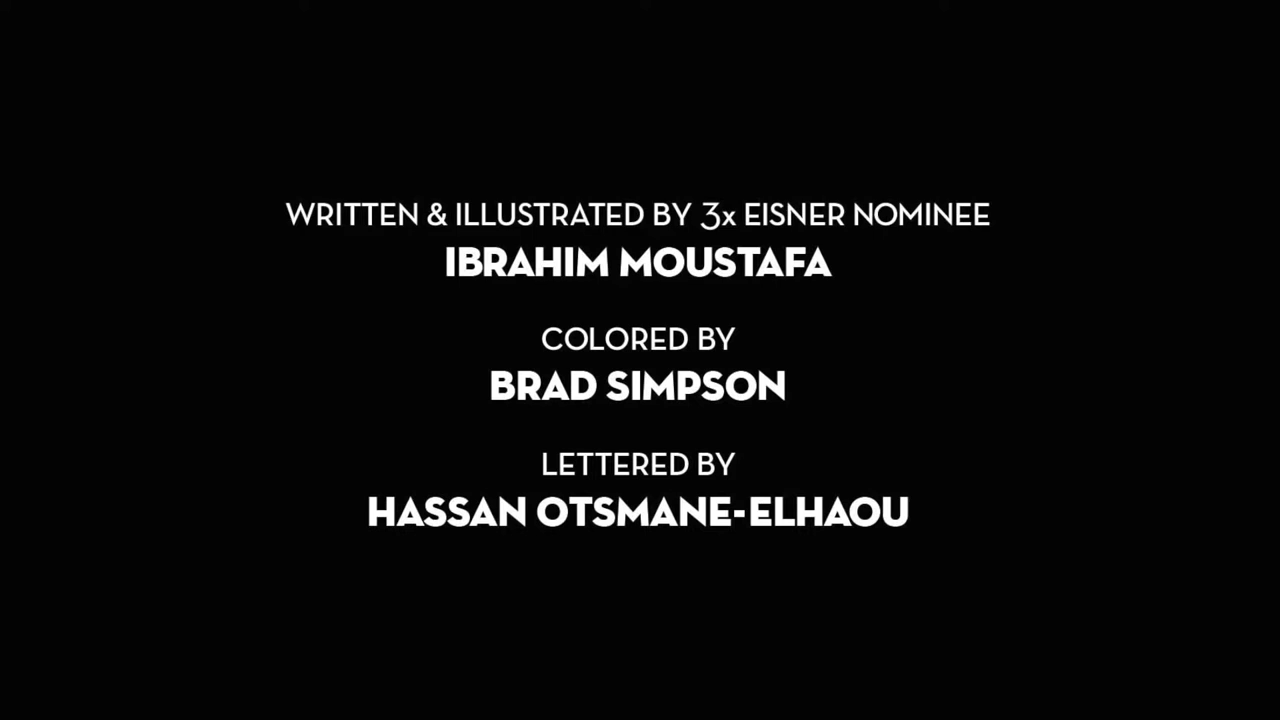 WRITTEN & ILLUSTRATED BY 3x EISNER NOMINEE
IBRAHIM MOUSTAFA
COLORED BY
BRAD SIMPSON
LETTERED BY
HASSAN OTSMANE-ELHAOU